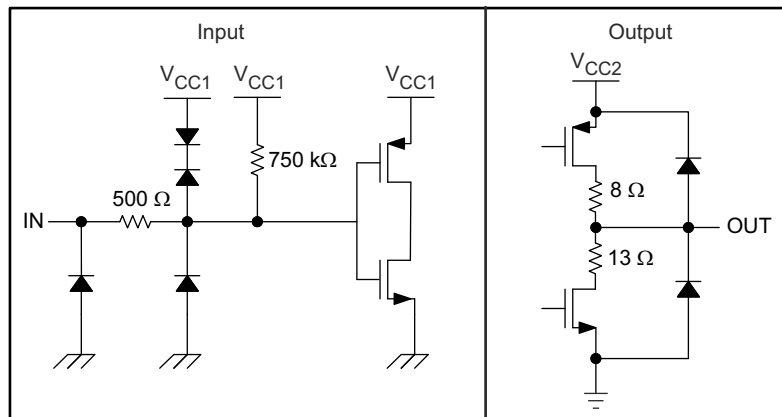 Input
Output
VCC1
VCC1
VCC1
VCC2
750 kΩ
500 Ω
IN
8 Ω
OUT
13 Ω